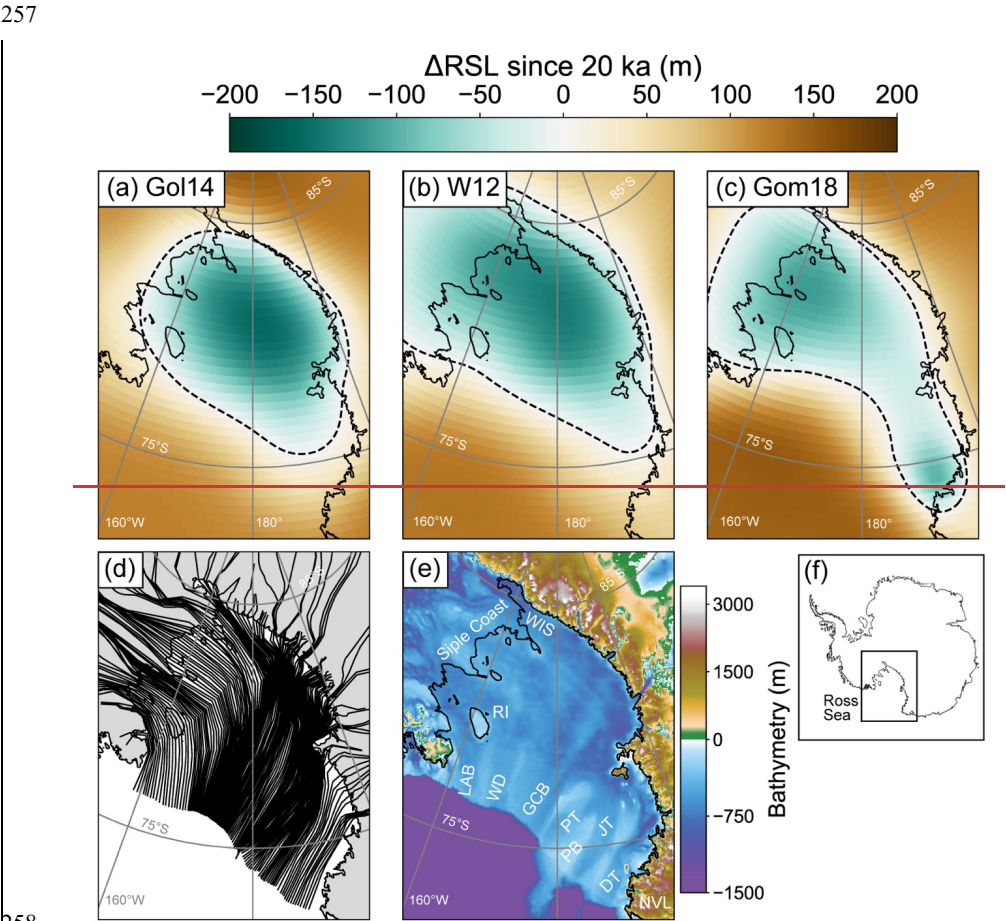 257
ΔRSL since 20 ka (m)
−200 −150 −100 −50 0 50 100 150 200
(a) Gol14
85°S
75°S
160°W
180°
(b) W12
85°S
75°S
160°W
180°
(c) Gom18
85°S
75°S
160°W
180°
(d)
85°S
75°S
160°W
(e)
85°S
Siple Coast
WIS
RI
LAB
WD
GCB
PT
JT
PB
DT
75°S
160°W
NVL
3000
1500
0
−750
−1500
Bathymetry (m)
(f)
Ross
Sea
258